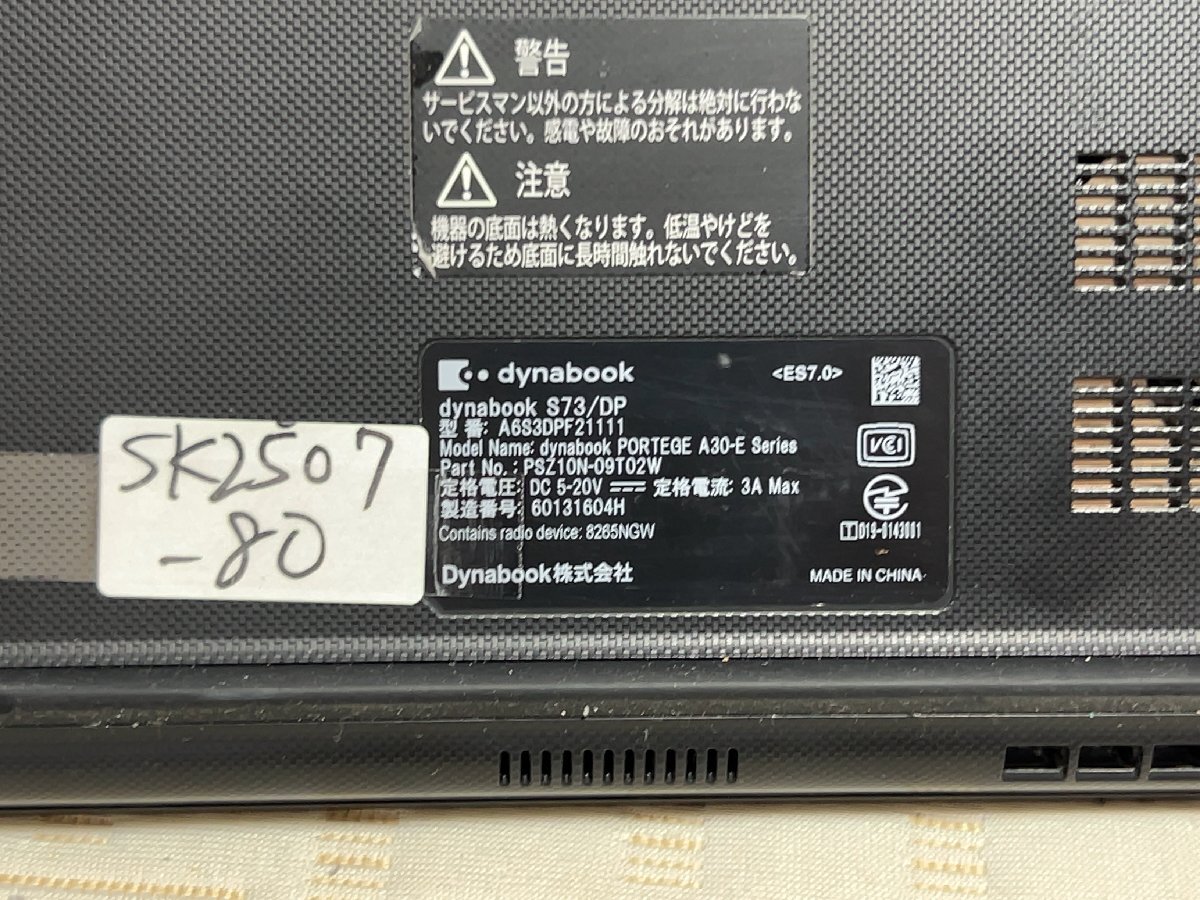 警告
サービスマン以外の方による分解は絶対に行わな
いでください。感電や故障のおそれがあります。
注意
機器の底面は熱くなります。低温やけどを
避けるため底面に長時間触れないでください。
dynabook <ES7.0>
dynabook S73/DP
型 番: A6S3DPF21111
Model Name: dynabook PORTEGE A30-E Series
Part No. : PSZ10N-09T02W
定格電圧: DC 5-20V 定格電流: 3A Max
製造番号: 60131604H
Contains radio device: 8265NGW
VCI
T D19-0143001
Dynabook株式会社 MADE IN CHINA
SK2507
-80